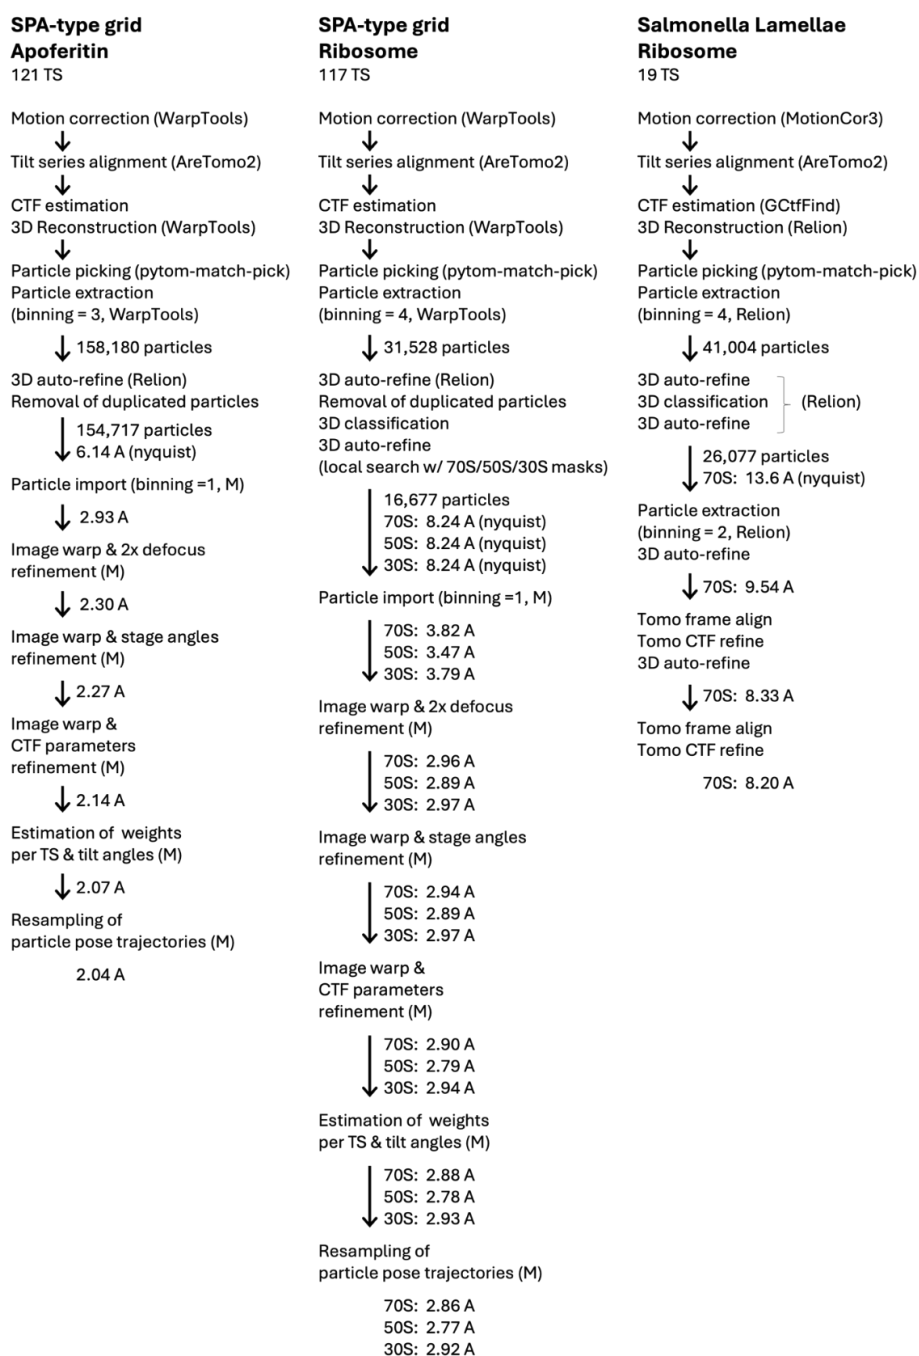 SPA-type grid
Apoferitin
121 TS
Motion correction (WarpTools)
Tilt series alignment (AreTomo2)
CTF estimation
3D Reconstruction (WarpTools)
Particle picking (pytom-match-pick)
Particle extraction
(binning = 3, WarpTools)
158,180 particles
3D auto-refine (Relion)
Removal of duplicated particles
154,717 particles
6.14 A (nyquist)
Particle import (binning =1, M)
2.93 A
Image warp & 2x defocus
refinement (M)
2.30 A
Image warp & stage angles
refinement (M)
2.27 A
Image warp &
CTF parameters
refinement (M)
2.14 A
Estimation of weights
per TS & tilt angles (M)
2.07 A
Resampling of
particle pose trajectories (M)
2.04 A
SPA-type grid
Ribosome
117 TS
Motion correction (WarpTools)
Tilt series alignment (AreTomo2)
CTF estimation
3D Reconstruction (WarpTools)
Particle picking (pytom-match-pick)
Particle extraction
(binning = 4, WarpTools)
31,528 particles
3D auto-refine (Relion)
Removal of duplicated particles
3D classification
3D auto-refine
(local search w/ 70S/50S/30S masks)
16,677 particles
70S: 8.24 A (nyquist)
50S: 8.24 A (nyquist)
30S: 8.24 A (nyquist)
Particle import (binning =1, M)
70S: 3.82 A
50S: 3.47 A
30S: 3.79 A
Image warp & 2x defocus
refinement (M)
70S: 2.96 A
50S: 2.89 A
30S: 2.97 A
Image warp & stage angles
refinement (M)
70S: 2.94 A
50S: 2.89 A
30S: 2.97 A
Image warp &
CTF parameters
refinement (M)
70S: 2.90 A
50S: 2.79 A
30S: 2.94 A
Estimation of weights
per TS & tilt angles (M)
70S: 2.88 A
50S: 2.78 A
30S: 2.93 A
Resampling of
particle pose trajectories (M)
70S: 2.86 A
50S: 2.77 A
30S: 2.92 A
Salmonella Lamellae
Ribosome
19 TS
Motion correction (MotionCor3)
Tilt series alignment (AreTomo2)
CTF estimation (GCtfFind)
3D Reconstruction (Relion)
Particle picking (pytom-match-pick)
Particle extraction
(binning = 4, Relion)
41,004 particles
3D auto-refine
3D classification (Relion)
3D auto-refine
26,077 particles
70S: 13.6 A (nyquist)
Particle extraction
(binning = 2, Relion)
3D auto-refine
70S: 9.54 A
Tomo frame align
Tomo CTF refine
3D auto-refine
70S: 8.33 A
Tomo frame align
Tomo CTF refine
70S: 8.20 A